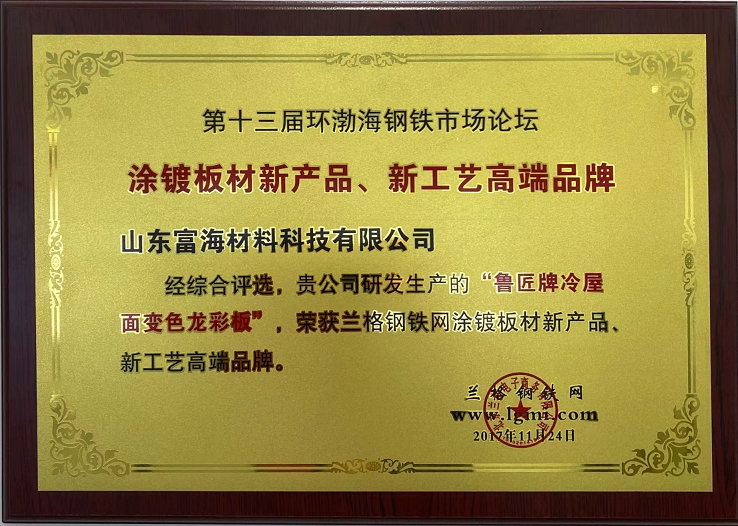 第十三届环渤海钢铁市场论坛
涂镀板材新产品、新工艺高端品牌
山东富海材料科技有限公司
经综合评选，贵公司研发生产的“鲁匠牌冷屋
面变色龙彩板”，荣获兰格钢铁网涂镀板材新产品、
新工艺高端品牌。
兰格钢铁网
www.lgmi.com
2017年11月24日